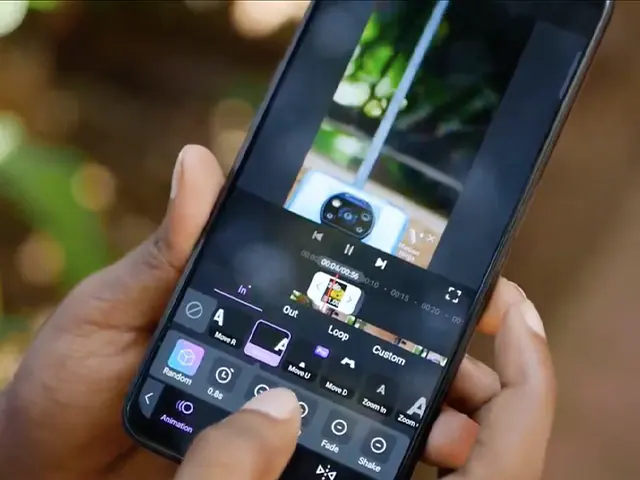 00:04/00:56
00:10 00:15 00:20
In
Out
Loop
Custom
Move R
Move U
Move D
Zoom In
Zoom
Random
0.8s
Fade
Shake
Animation